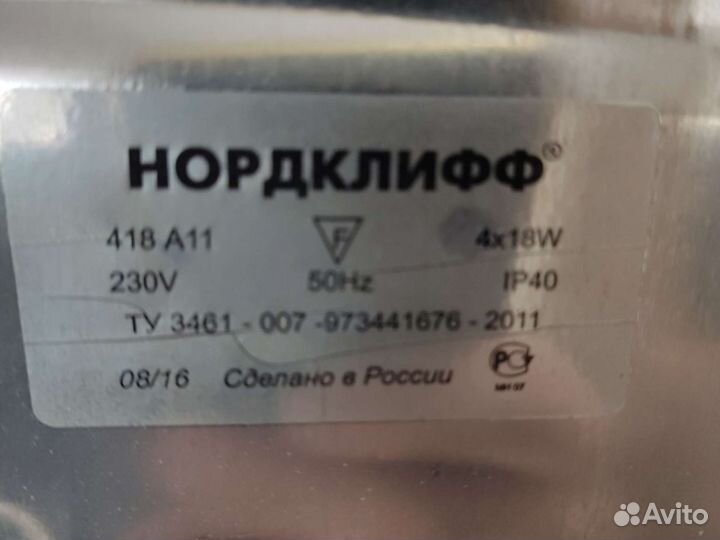 НОРДКЛИФФ®
418 A11 F 4x18W
230V 50Hz IP40
ТУ 3461 - 007 -973441676 - 2011
08/16 Сделано в России
Avito